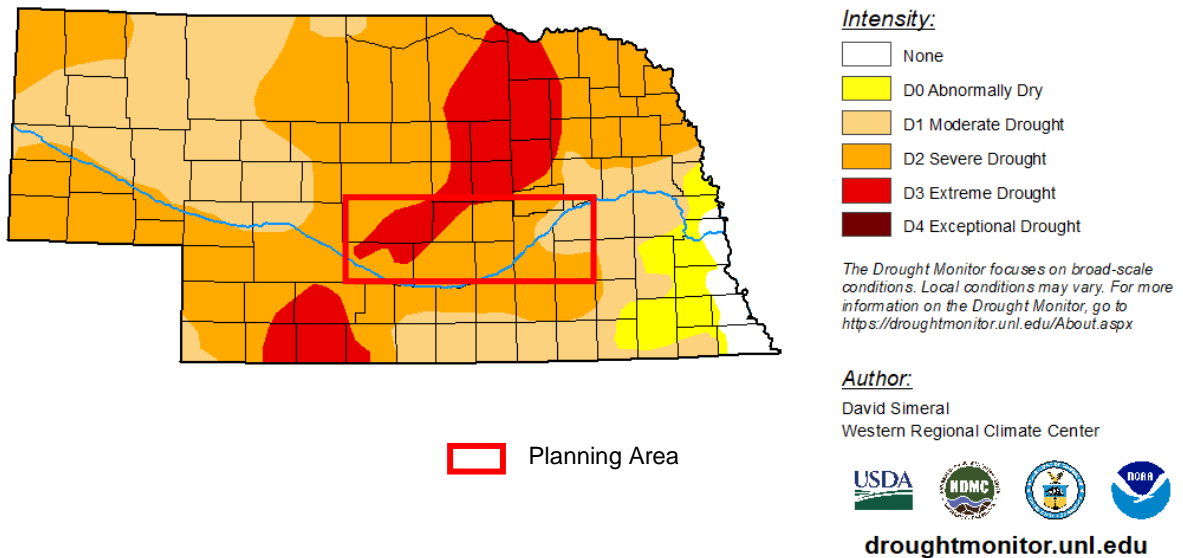 Intensity:
None
D0 Abnormally Dry
D1 Moderate Drought
D2 Severe Drought
D3 Extreme Drought
D4 Exceptional Drought
The Drought Monitor focuses on broad-scale
conditions. Local conditions may vary. For more
information on the Drought Monitor, go to
https://droughtmonitor.unl.edu/About.aspx
Author:
David Simeral
Western Regional Climate Center
Planning Area
USDA
NDMC
NOAA
droughtmonitor.unl.edu